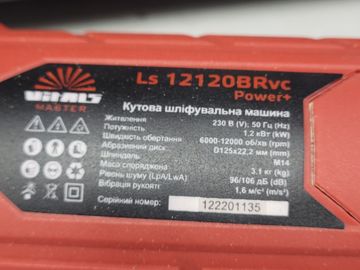 VITALS
MASTER
Ls 12120BRvc
Power+
Кутова шліфувальна машина
Живлення 230 В (V); 50 Гц (Hz)
Потужність 1,2 кВт (kW)
Швидкість обертання 6000-12000 об/хв (rpm)
Абразивний диск D125x22,2 мм (mm)
Шпиндель M14
Маса споряджена 3,1 кг (kg)
Рівень шуму (LpA/LwA) 96/106 дБ (dB)
Вібрація рукояті 1,6 м/с² (m/s²)
Серійний номер: 122201135